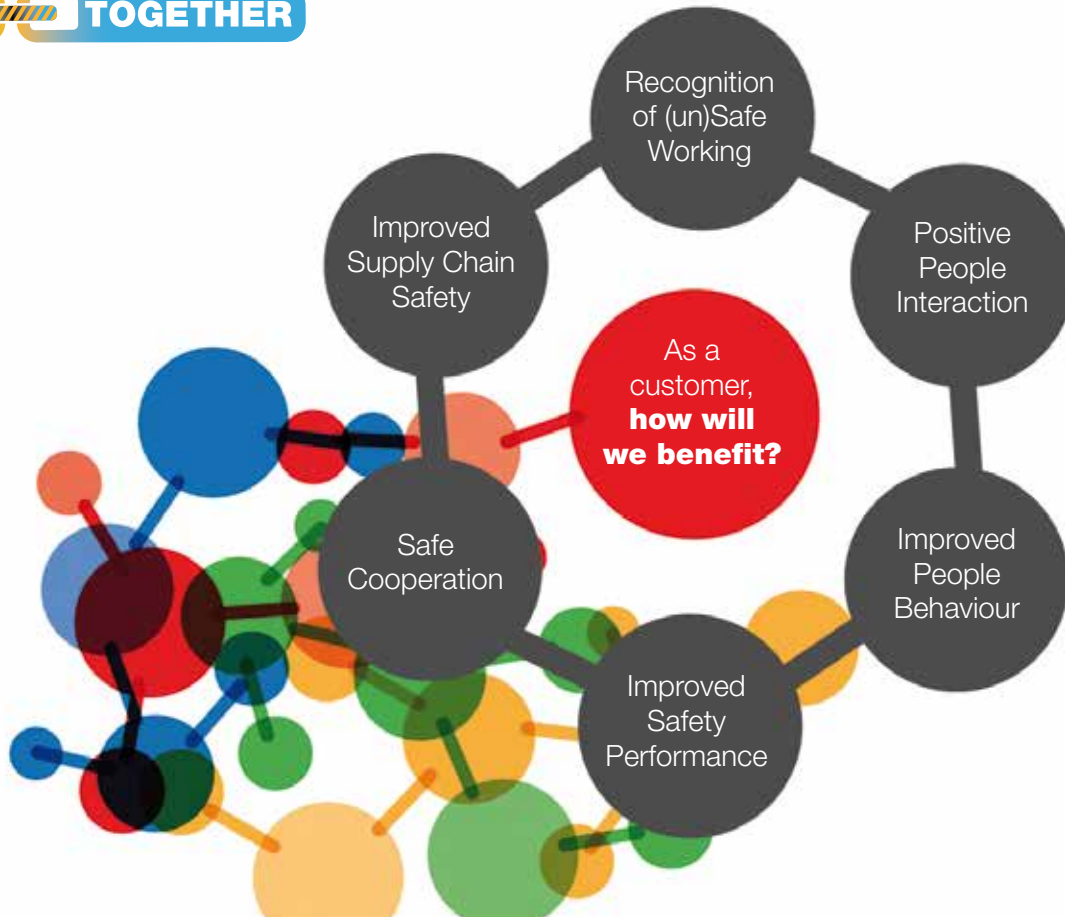 TOGETHER
Recognition
of (un)Safe
Working
Improved
Supply Chain
Safety
Positive
People
Interaction
As a
customer,
how will
we benefit?
Safe
Cooperation
Improved
People
Behaviour
Improved
Safety
Performance